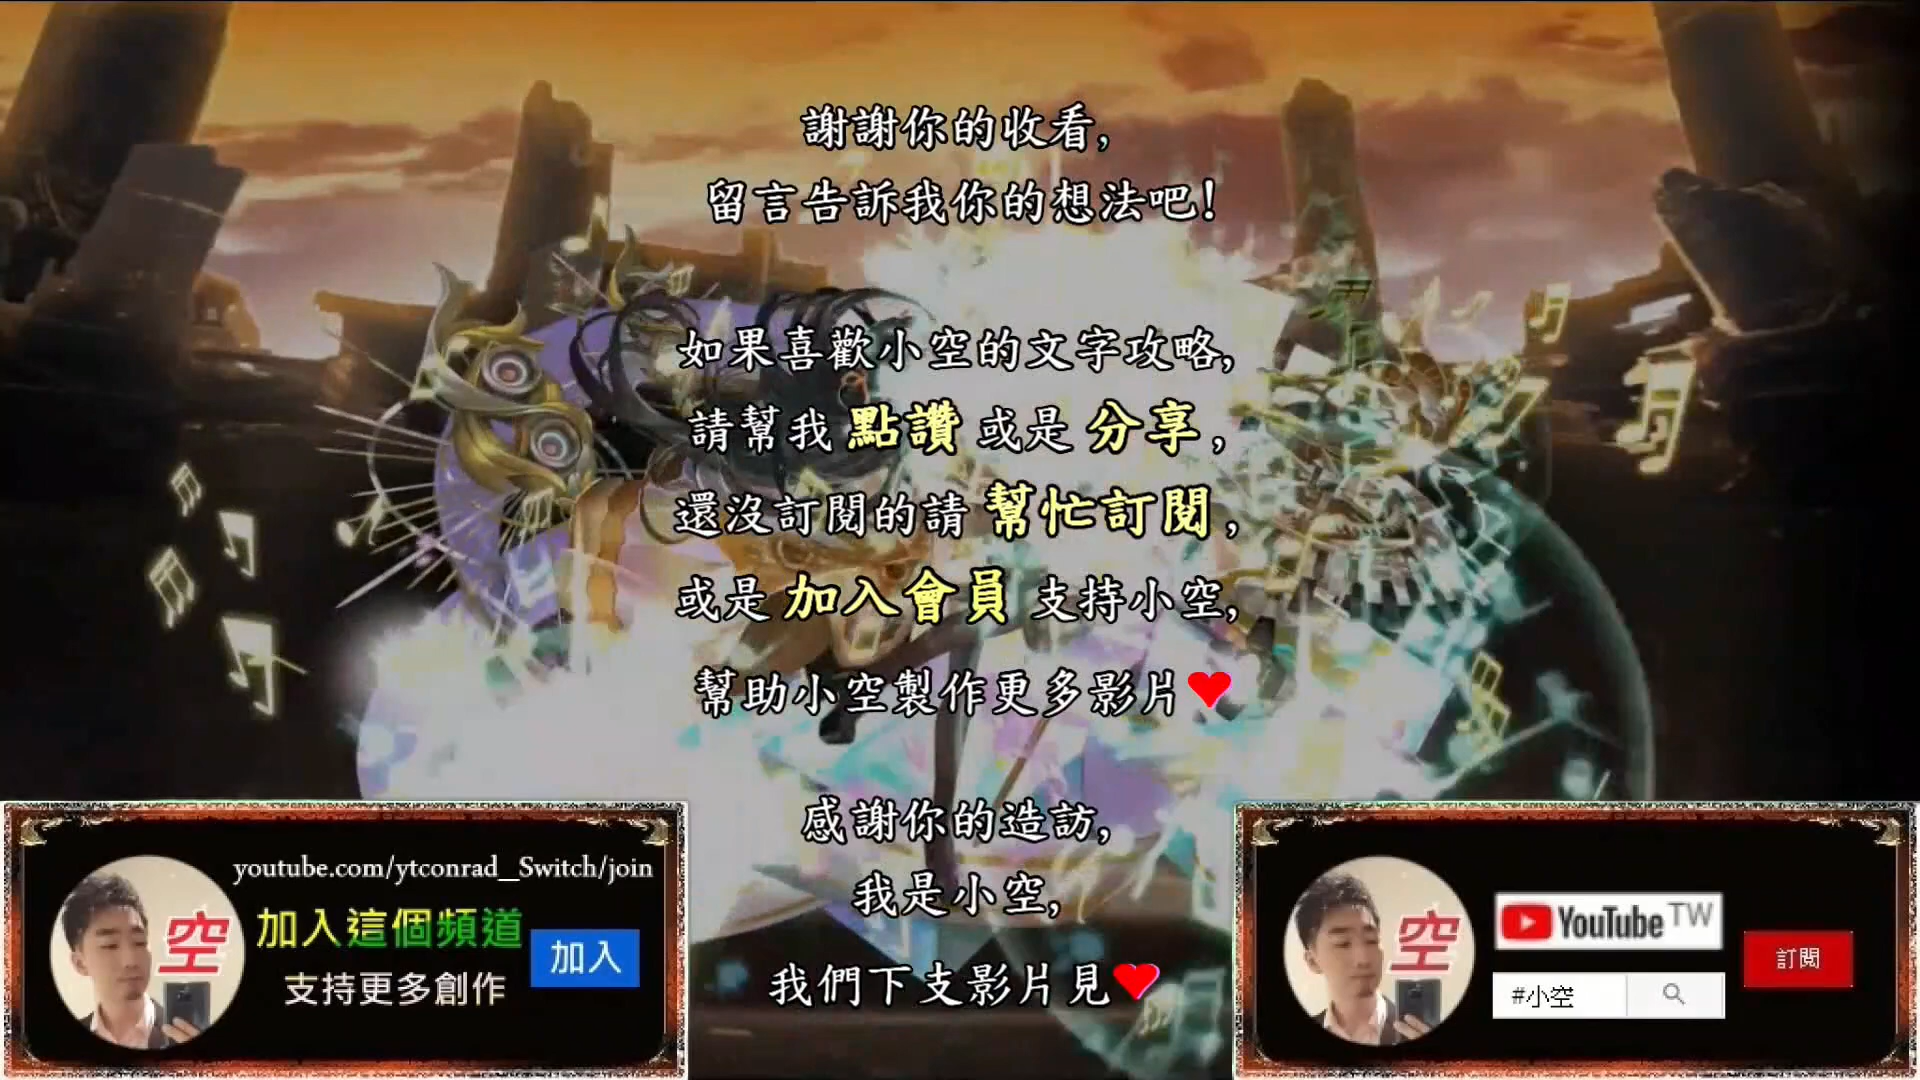 謝謝你的收看,
留言告訴我你的想法吧!
如果喜歡小空的文字攻略,
請幫我 點讚 或是 分享,
還沒訂閱的請 幫忙訂閱,
或是 加入會員 支持小空,
幫助小空製作更多影片
感謝你的造訪,
我是小空,
我們下支影片見
youtube.com/ytconrad_Switch/join
空
加入這個頻道
支持更多創作
加入
空
YouTube TW
#小空
訂閱